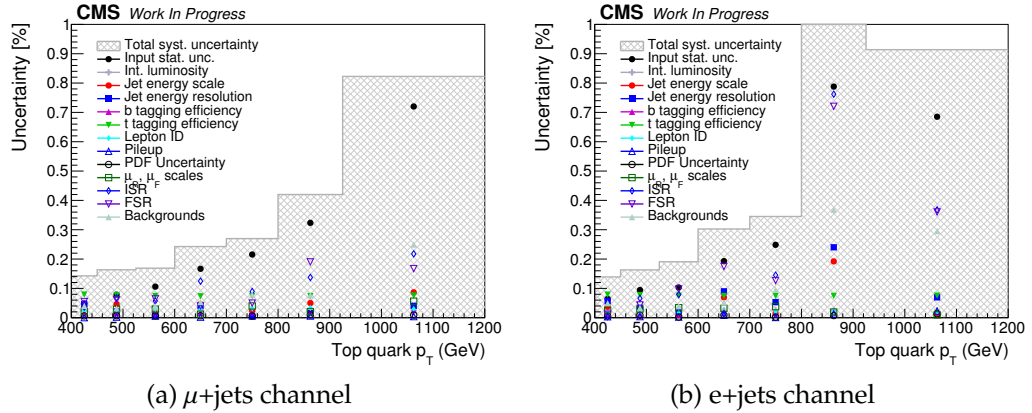 CMS Work In Progress
Uncertainty [%]
1
0.9
0.8
0.7
0.6
0.5
0.4
0.3
0.2
0.1
0
Total syst. uncertainty
Input stat. unc.
Int. luminosity
Jet energy scale
Jet energy resolution
b tagging efficiency
t tagging efficiency
Lepton ID
Pileup
PDF Uncertainty
μ_R, μ_F scales
ISR
FSR
Backgrounds
400 500 600 700 800 900 1000 1100 1200
Top quark p_T (GeV)
(a) μ+jets channel
CMS Work In Progress
Uncertainty [%]
1
0.9
0.8
0.7
0.6
0.5
0.4
0.3
0.2
0.1
0
Total syst. uncertainty
Input stat. unc.
Int. luminosity
Jet energy scale
Jet energy resolution
b tagging efficiency
t tagging efficiency
Lepton ID
Pileup
PDF Uncertainty
μ_R, μ_F scales
ISR
FSR
Backgrounds
400 500 600 700 800 900 1000 1100 1200
Top quark p_T (GeV)
(b) e+jets channel